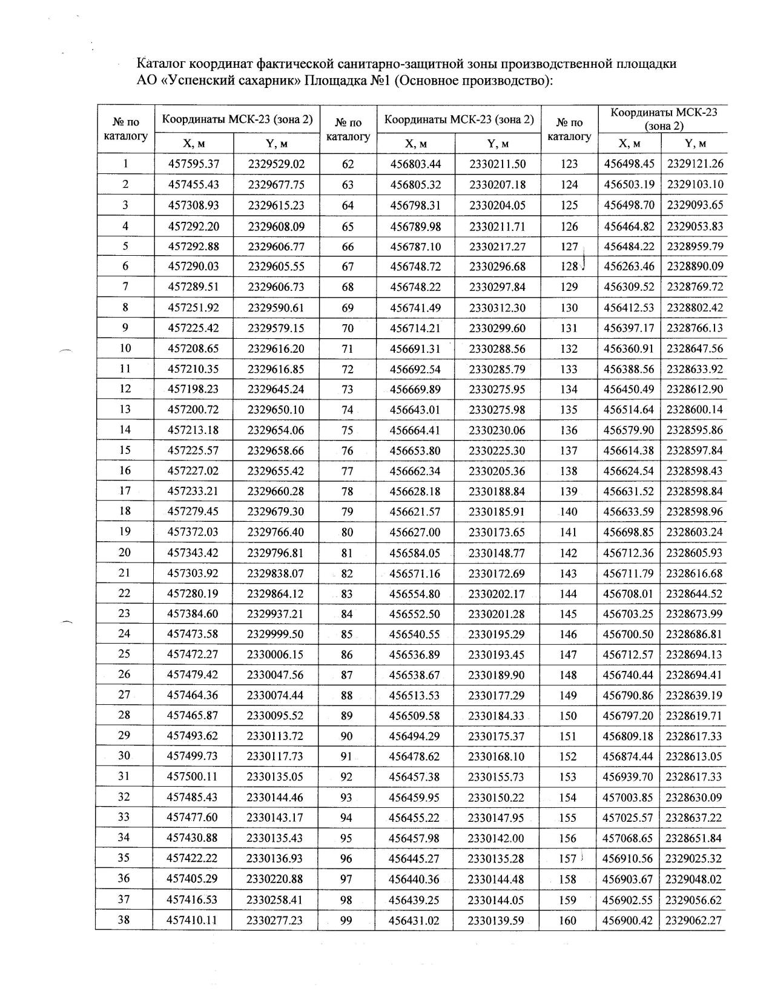 Каталог координат фактической санитарно-защитной зоны производственной площадки
АО «Успенский сахарник» Площадка №1 (Основное производство):
№ по каталогу Координаты МСК-23 (зона 2) № по каталогу Координаты МСК-23 (зона 2) № по каталогу Координаты МСК-23 (зона 2)
X, м Y, м X, м Y, м X, м Y, м
1 457595.37 2329529.02 62 456803.44 2330211.50 123 456498.45 2329121.26
2 457455.43 2329677.75 63 456805.32 2330207.18 124 456503.19 2329103.10
3 457308.93 2329615.23 64 456798.31 2330204.05 125 456498.70 2329093.65
4 457292.20 2329608.09 65 456789.98 2330211.71 126 456464.82 2329053.83
5 457292.88 2329606.77 66 456787.10 2330217.27 127 456484.22 2328959.79
6 457290.03 2329605.55 67 456748.72 2330296.68 128 456263.46 2328890.09
7 457289.51 2329606.73 68 456748.22 2330297.84 129 456309.52 2328769.72
8 457251.92 2329590.61 69 456741.49 2330312.30 130 456412.53 2328802.42
9 457225.42 2329579.15 70 456714.21 2330299.60 131 456397.17 2328766.13
10 457208.65 2329616.20 71 456691.31 2330288.56 132 456360.91 2328647.56
11 457210.35 2329616.85 72 456692.54 2330285.79 133 456388.56 2328633.92
12 457198.23 2329645.24 73 456669.89 2330275.95 134 456450.49 2328612.90
13 457200.72 2329650.10 74 456643.01 2330275.98 135 456514.64 2328600.14
14 457213.18 2329654.06 75 456664.41 2330230.06 136 456579.90 2328595.86
15 457225.57 2329658.66 76 456653.80 2330225.30 137 456614.38 2328597.84
16 457227.02 2329655.42 77 456662.34 2330205.36 138 456624.54 2328598.43
17 457233.21 2329660.28 78 456628.18 2330188.84 139 456631.52 2328598.84
18 457279.45 2329679.30 79 456621.57 2330185.91 140 456633.59 2328598.96
19 457372.03 2329766.40 80 456627.00 2330173.65 141 456698.85 2328603.24
20 457343.42 2329796.81 81 456584.05 2330148.77 142 456712.36 2328605.93
21 457303.92 2329838.07 82 456571.16 2330172.69 143 456711.79 2328616.68
22 457280.19 2329864.12 83 456554.80 2330202.17 144 456708.01 2328644.52
23 457384.60 2329937.21 84 456552.50 2330201.28 145 456703.25 2328673.99
24 457473.58 2329999.50 85 456540.55 2330195.29 146 456700.50 2328686.81
25 457472.27 2330006.15 86 456536.89 2330193.45 147 456712.57 2328694.13
26 457479.42 2330047.56 87 456538.67 2330189.90 148 456740.44 2328694.41
27 457464.36 2330074.44 88 456513.53 2330177.29 149 456790.86 2328639.19
28 457465.87 2330095.52 89 456509.58 2330184.33 150 456797.20 2328619.71
29 457493.62 2330113.72 90 456494.29 2330175.37 151 456809.18 2328617.33
30 457499.73 2330117.73 91 456478.62 2330168.10 152 456874.44 2328613.05
31 457500.11 2330135.05 92 456457.38 2330155.73 153 456939.70 2328617.33
32 457485.43 2330144.46 93 456459.95 2330150.22 154 457003.85 2328630.09
33 457477.60 2330143.17 94 456455.22 2330147.95 155 457025.57 2328637.22
34 457430.88 2330135.43 95 456457.98 2330142.00 156 457068.65 2328651.84
35 457422.22 2330136.93 96 456445.27 2330135.28 157 456910.56 2329025.32
36 457405.29 2330220.88 97 456440.36 2330144.48 158 456903.67 2329048.02
37 457416.53 2330258.41 98 456439.25 2330144.05 159 456902.55 2329056.62
38 457410.11 2330277.23 99 456431.02 2330139.59 160 456900.42 2329062.27